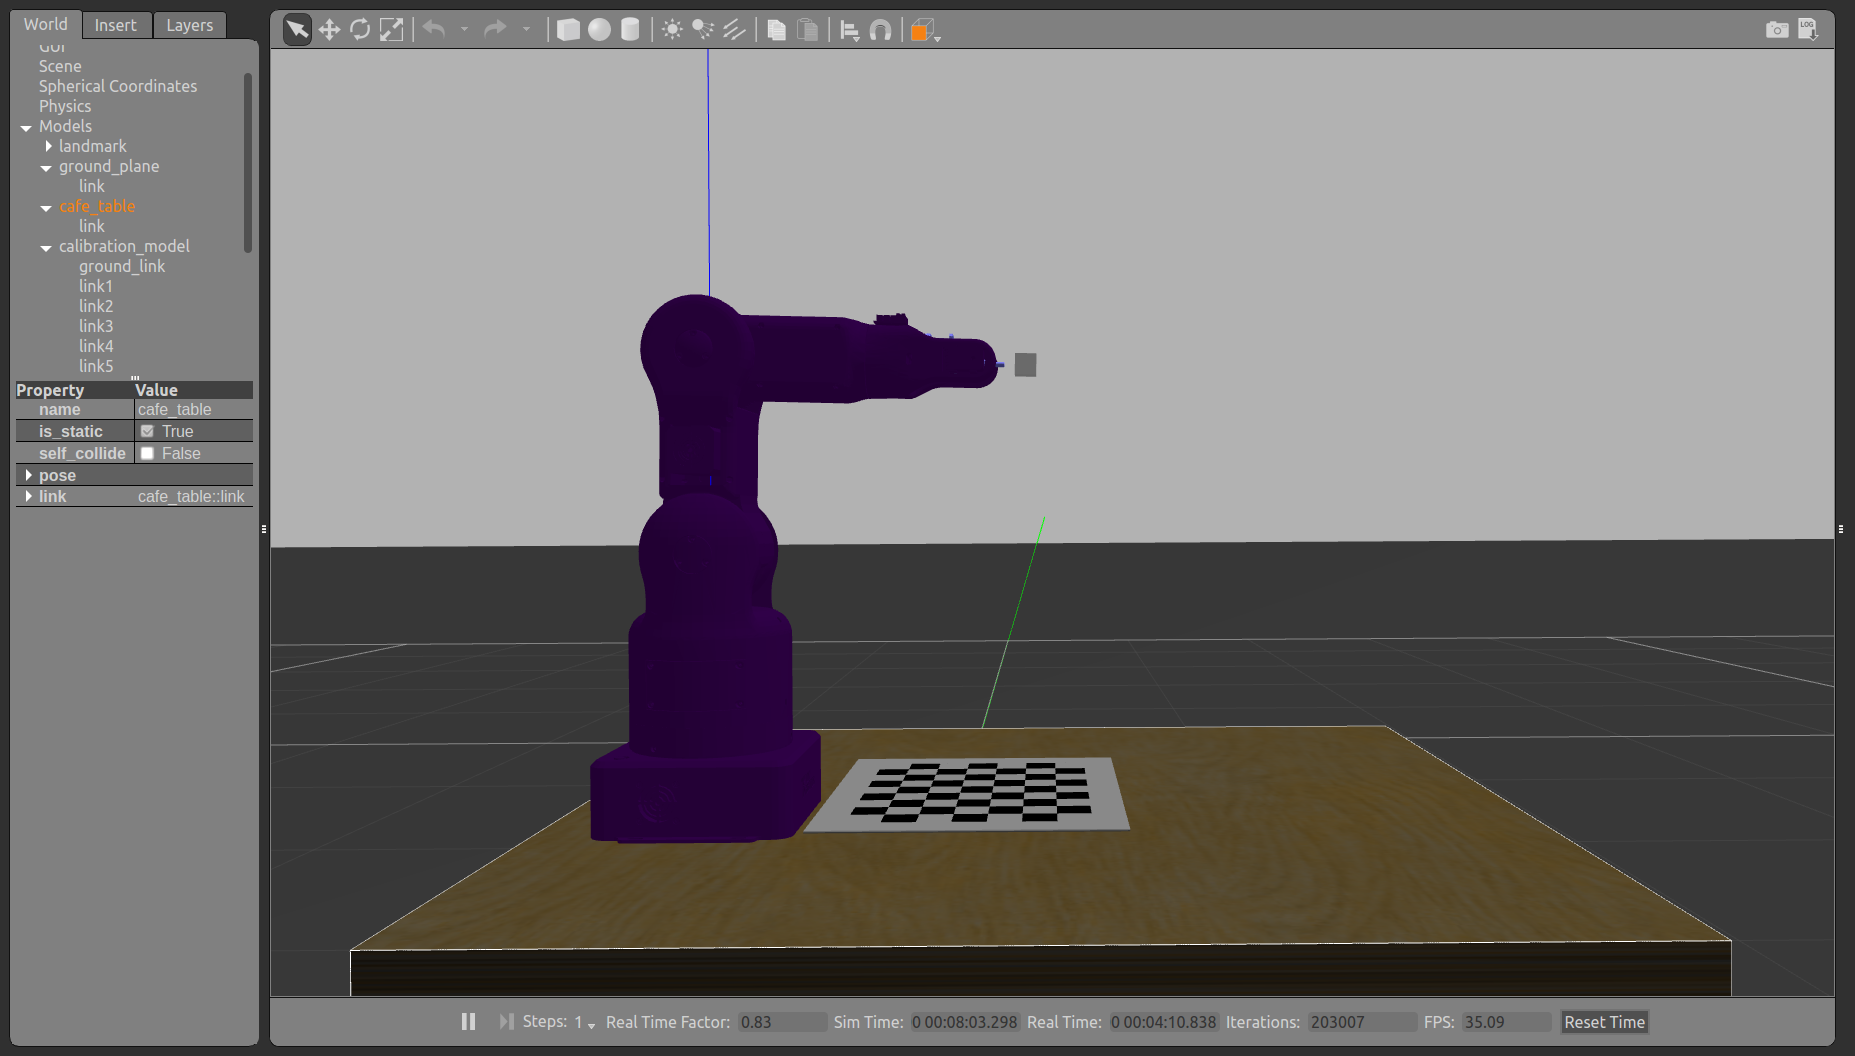 World Insert Layers
GUI
Scene
Spherical Coordinates
Physics
Models
landmark
ground_plane
link
cafe_table
link
calibration_model
ground_link
link1
link2
link3
link4
link5
Property Value
name cafe_table
is_static True
self_collide False
pose
link cafe_table::link
LOG
Steps: 1 Real Time Factor: 0.83 Sim Time: 0 00:08:03.298 Real Time: 0 00:04:10.838 Iterations: 203007 FPS: 35.09 Reset Time